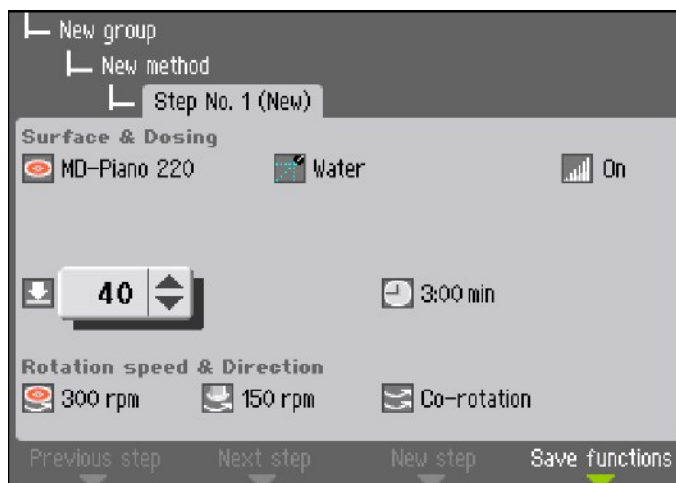 New group
New method
Step No. 1 (New)
Surface & Dosing
MD-Piano 220 Water On
40 3:00 min
Rotation speed & Direction
300 rpm 150 rpm Co-rotation
Previous step Next step New step Save functions